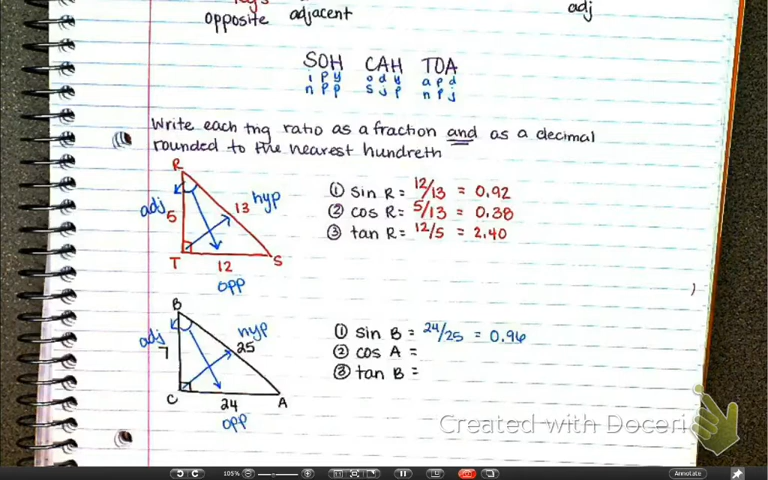 opposite adjacent adj
SOH CAH TOA
i p y o d y a p d
n p p s j p n p j
Write each trig ratio as a fraction and as a decimal
rounded to the nearest hundredth
R
adj 5 13 hyp
T 12 S
opp
① sin R = 12/13 = 0.92
② cos R = 5/13 = 0.38
③ tan R = 12/5 = 2.40
B
adj 7 hyp 25
C 24 A
opp
① sin B = 24/25 = 0.96
② cos A =
③ tan B =
Created with Doceri
105%
Annotate